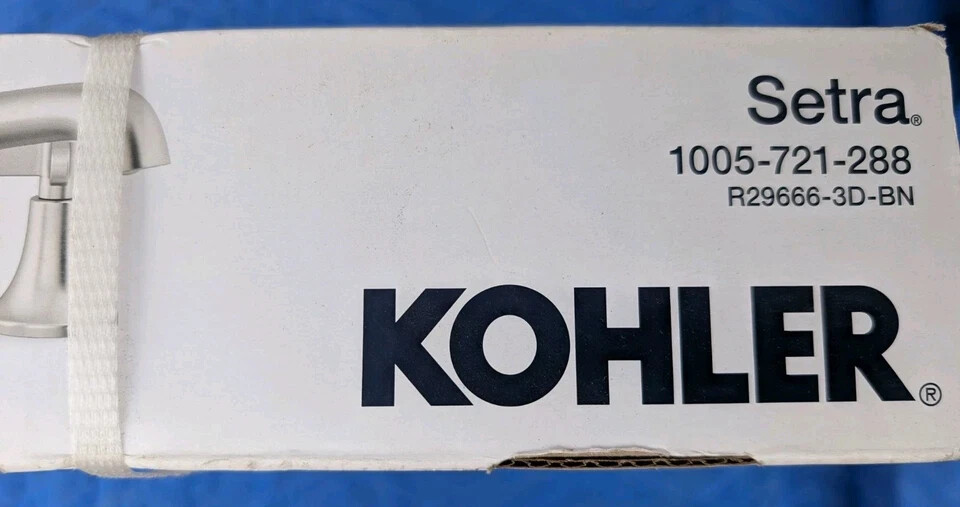 Setra®
1005-721-288
R29666-3D-BN
KOHLER®